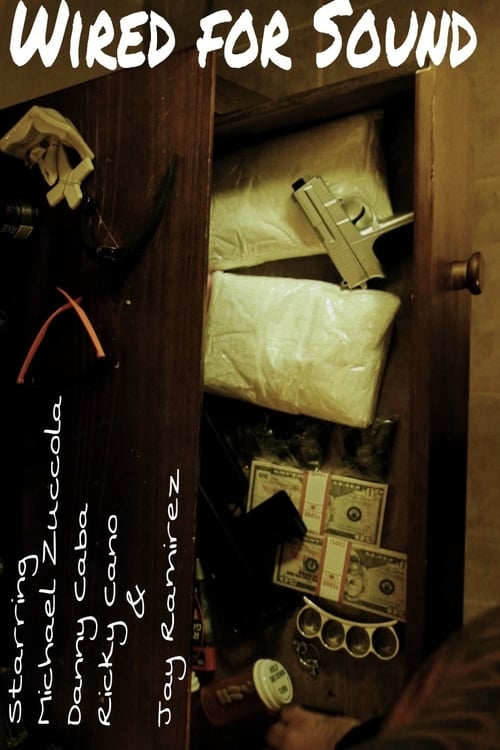 WIRED FOR SOUND
Starring
Michael Zuccola
Danny Caba
Ricky Cano
&
Jay Ramirez